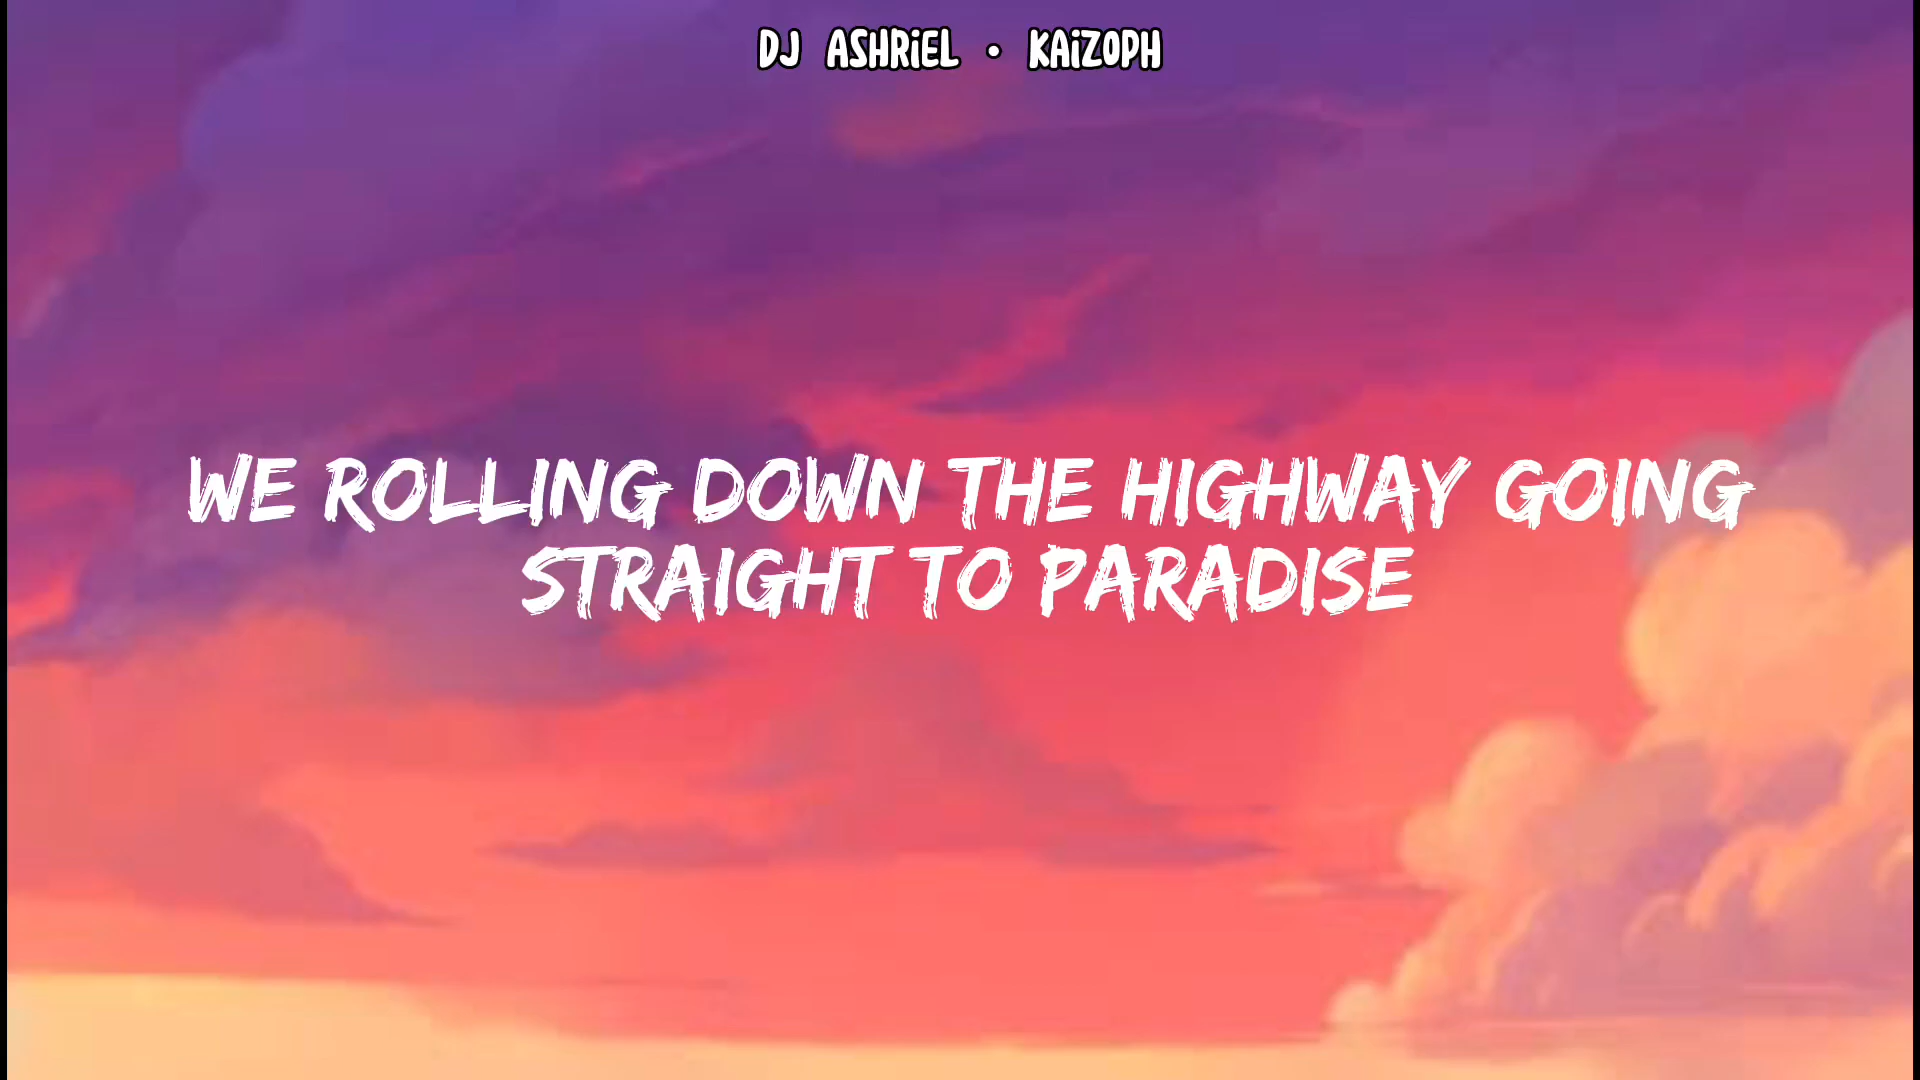 DJ ASHRiEL • KAiZOPH
WE ROLLING DOWN THE HIGHWAY GOING
STRAIGHT TO PARADISE